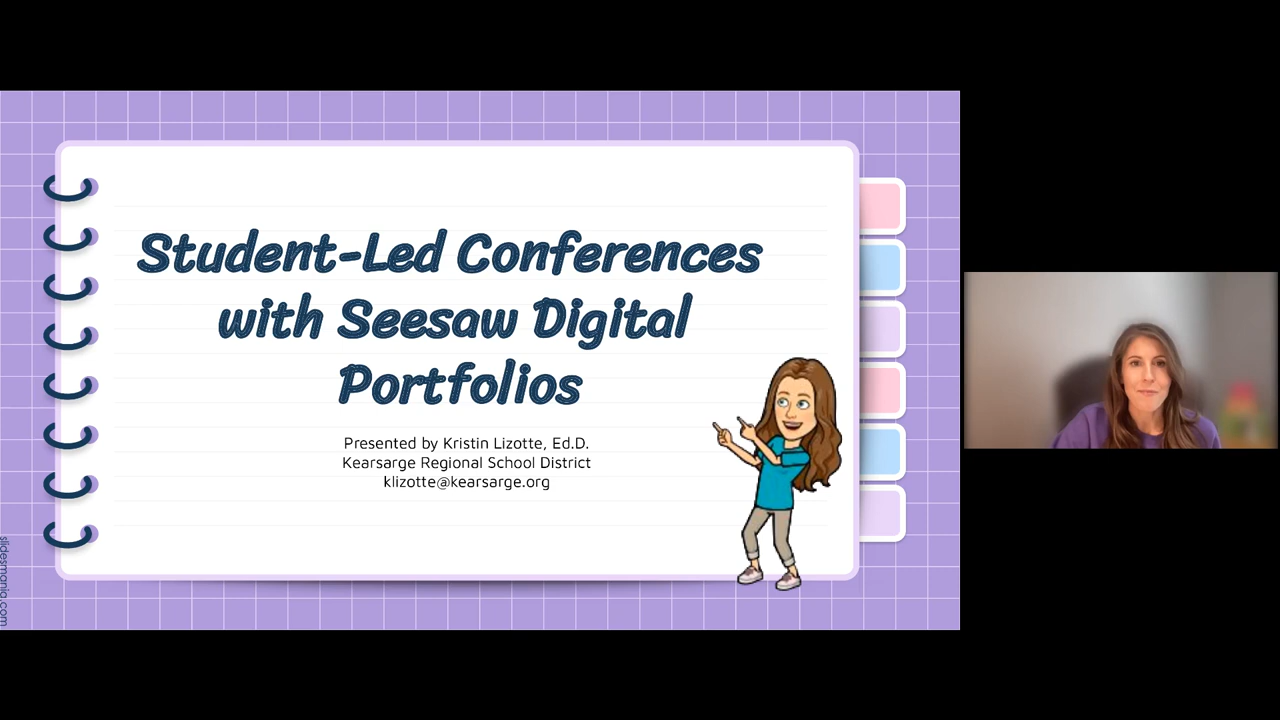 Student-Led Conferences
with Seesaw Digital
Portfolios
Presented by Kristin Lizotte, Ed.D.
Kearsarge Regional School District
klizotte@kearsarge.org
slidesmania.com